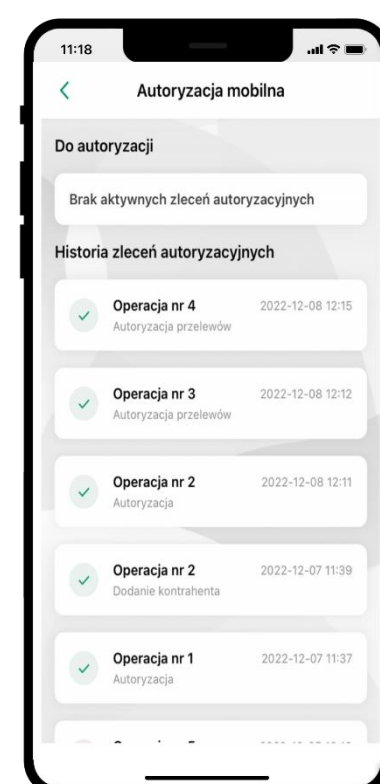 11:18
Autoryzacja mobilna
Do autoryzacji
Brak aktywnych zleceń autoryzacyjnych
Historia zleceń autoryzacyjnych
Operacja nr 4 2022-12-08 12:15
Autoryzacja przelewów
Operacja nr 3 2022-12-08 12:12
Autoryzacja przelewów
Operacja nr 2 2022-12-08 12:11
Autoryzacja
Operacja nr 2 2022-12-07 11:39
Dodanie kontrahenta
Operacja nr 1 2022-12-07 11:37
Autoryzacja